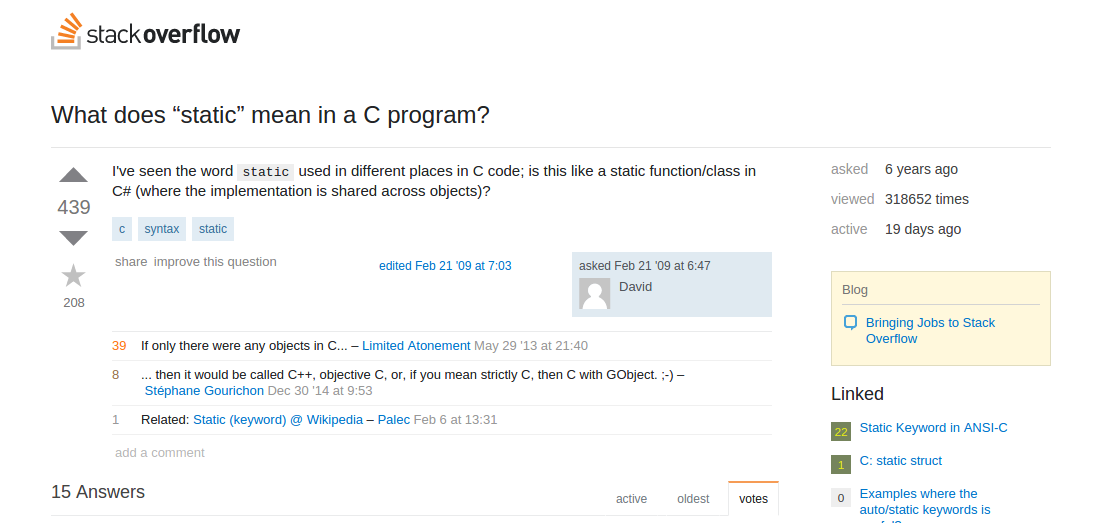 stackoverflow
What does “static” mean in a C program?
I've seen the word static used in different places in C code; is this like a static function/class in
C# (where the implementation is shared across objects)?
439
208
c syntax static
share improve this question
edited Feb 21 '09 at 7:03
asked Feb 21 '09 at 6:47
David
39 If only there were any objects in C... – Limited Atonement May 29 '13 at 21:40
8 ... then it would be called C++, objective C, or, if you mean strictly C, then C with GObject. ;-) –
Stéphane Gourichon Dec 30 '14 at 9:53
1 Related: Static (keyword) @ Wikipedia – Palec Feb 6 at 13:31
add a comment
15 Answers
active oldest votes
asked 6 years ago
viewed 318652 times
active 19 days ago
Blog
Bringing Jobs to Stack
Overflow
Linked
22 Static Keyword in ANSI-C
1 C: static struct
0 Examples where the
auto/static keywords is